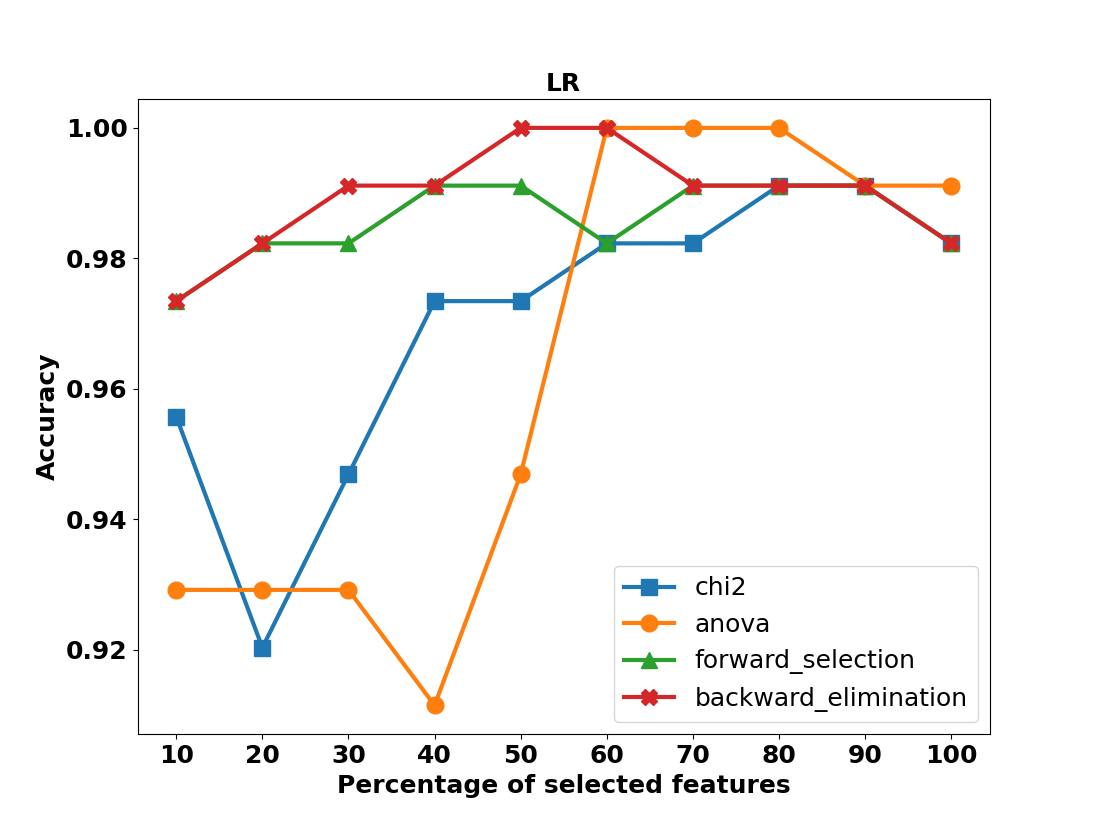 LR
Accuracy
1.00
0.98
0.96
0.94
0.92
10 20 30 40 50 60 70 80 90 100
Percentage of selected features
chi2
anova
forward_selection
backward_elimination